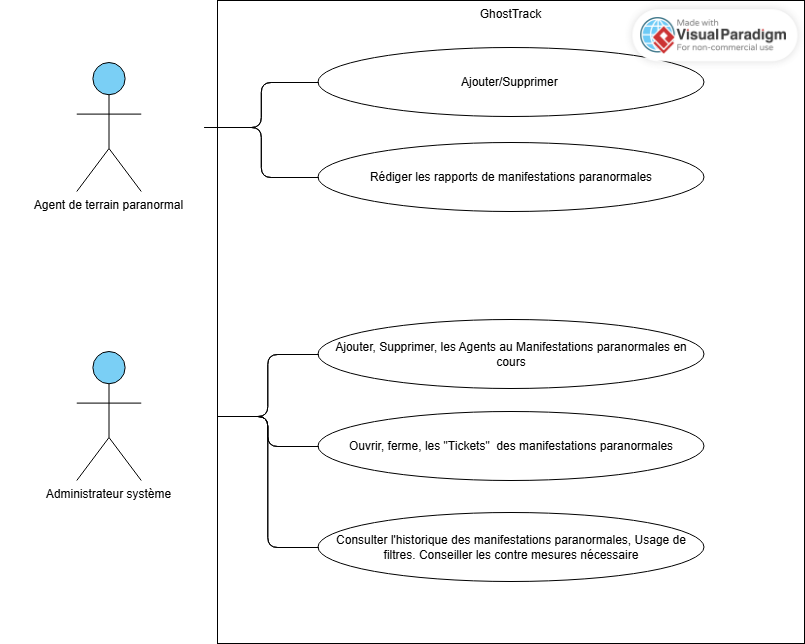 GhostTrack
Made with
VisualParadigm
For non-commercial use
Ajouter/Supprimer
Rédiger les rapports de manifestations paranormales
Agent de terrain paranormal
Ajouter, Supprimer, les Agents au Manifestations paranormales en
cours
Ouvrir, ferme, les "Tickets"  des manifestations paranormales
Administrateur système
Consulter l'historique des manifestations paranormales, Usage de
filtres. Conseiller les contre mesures nécessaire